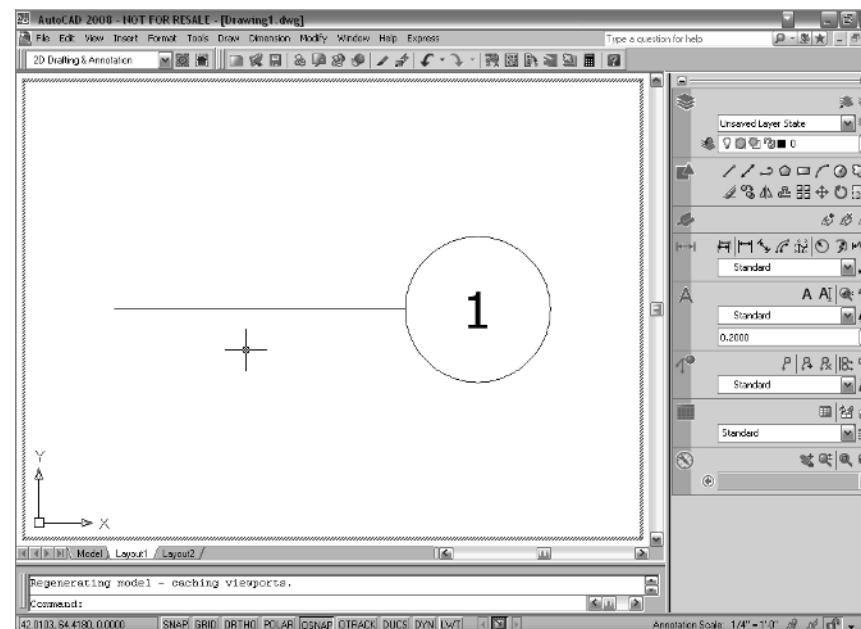 AutoCAD 2008 - NOT FOR RESALE - [Drawing1.dwg]
File Edit View Insert Format Tools Draw Dimension Modify Window Help Express Type a question for help
2D Drafting & Annotation
Unsaved Layer State
0
Standard
A AI
Standard
0.2000
Standard
Standard
1
Y
X
Model Layout1 Layout2
Regenerating model - caching viewports.
Command:
42.0103, 64.4180, 0.0000 SNAP GRID ORTHO POLAR OSNAP OTRACK DUCS DYN LWT Annotation Scale: 1/4" = 1'-0"